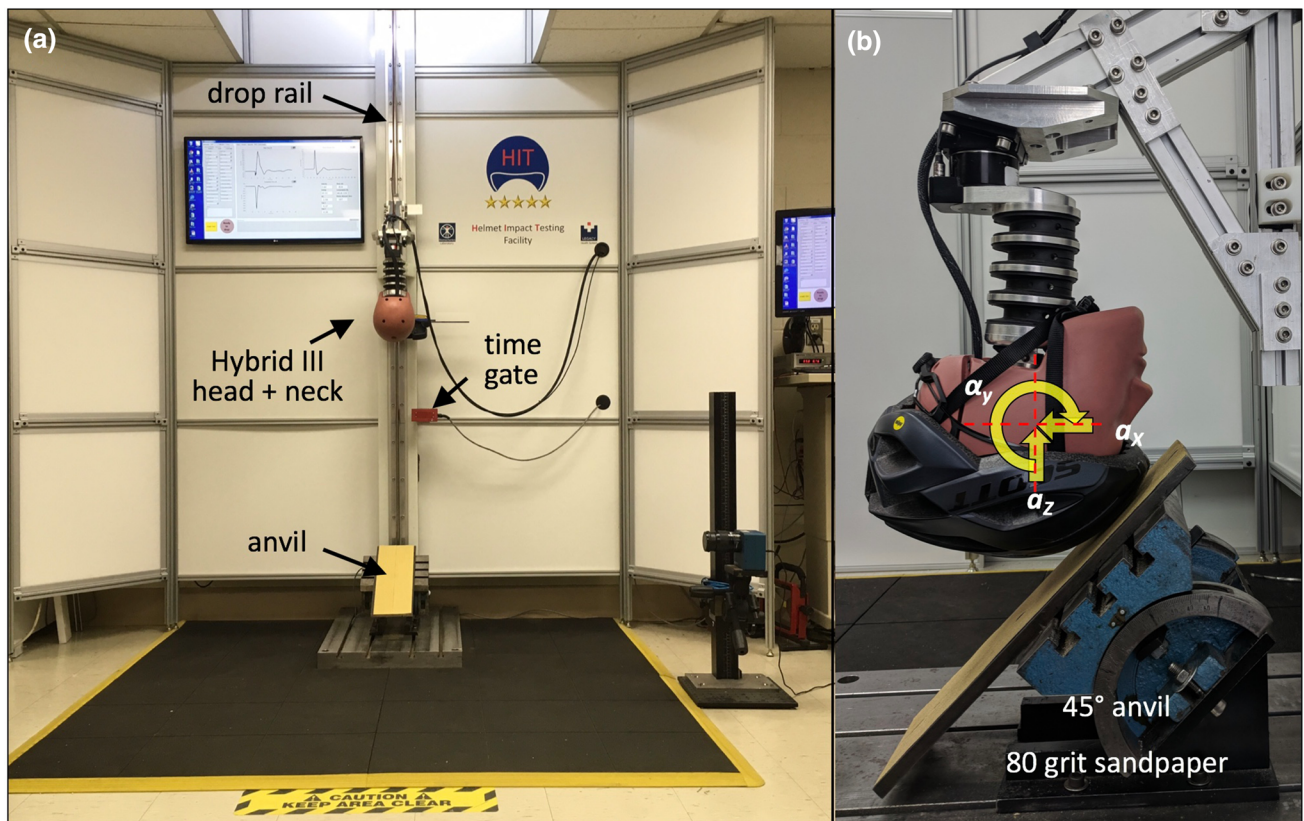 (a)
drop rail
HIT
Helmet Impact Testing
Facility
Hybrid III
head + neck
time
gate
anvil
CAUTION
KEEP AREA CLEAR
(b)
αy
αx
αz
SCOTT
45° anvil
80 grit sandpaper